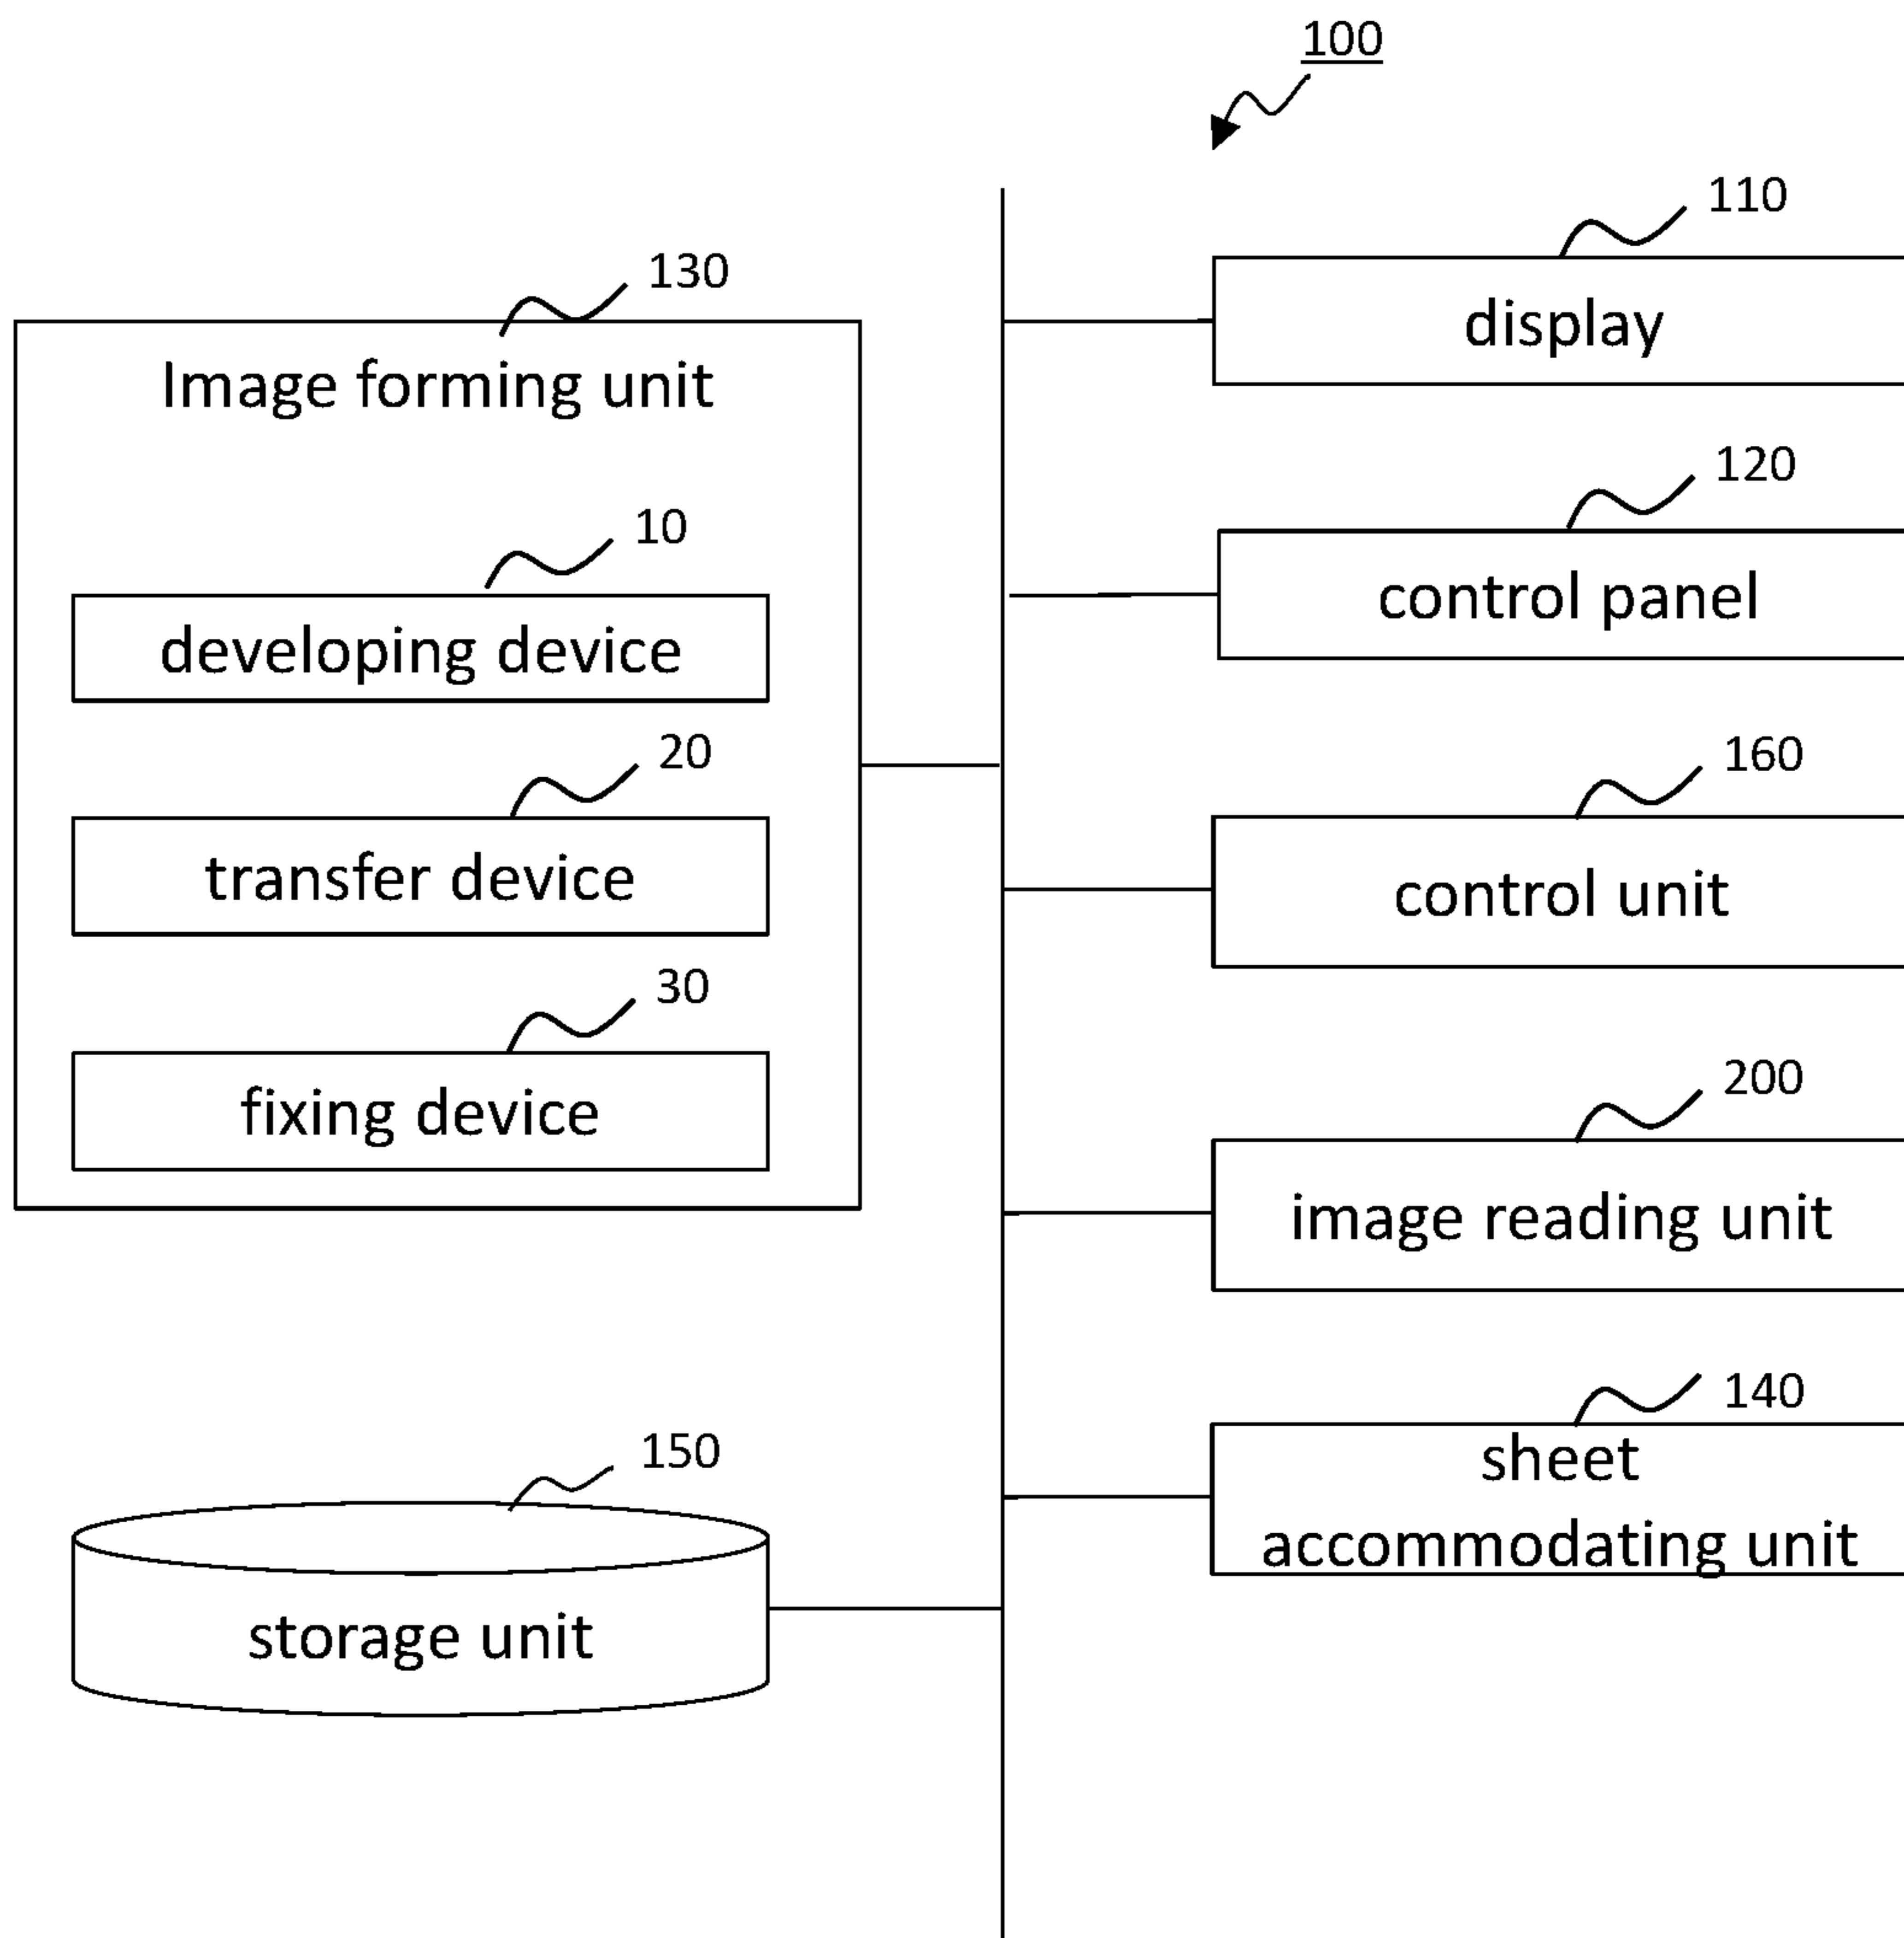 100
110
display
130
Image forming unit
120
control panel
10
developing device
20
transfer device
160
control unit
30
fixing device
200
image reading unit
140
sheet
accommodating unit
150
storage unit